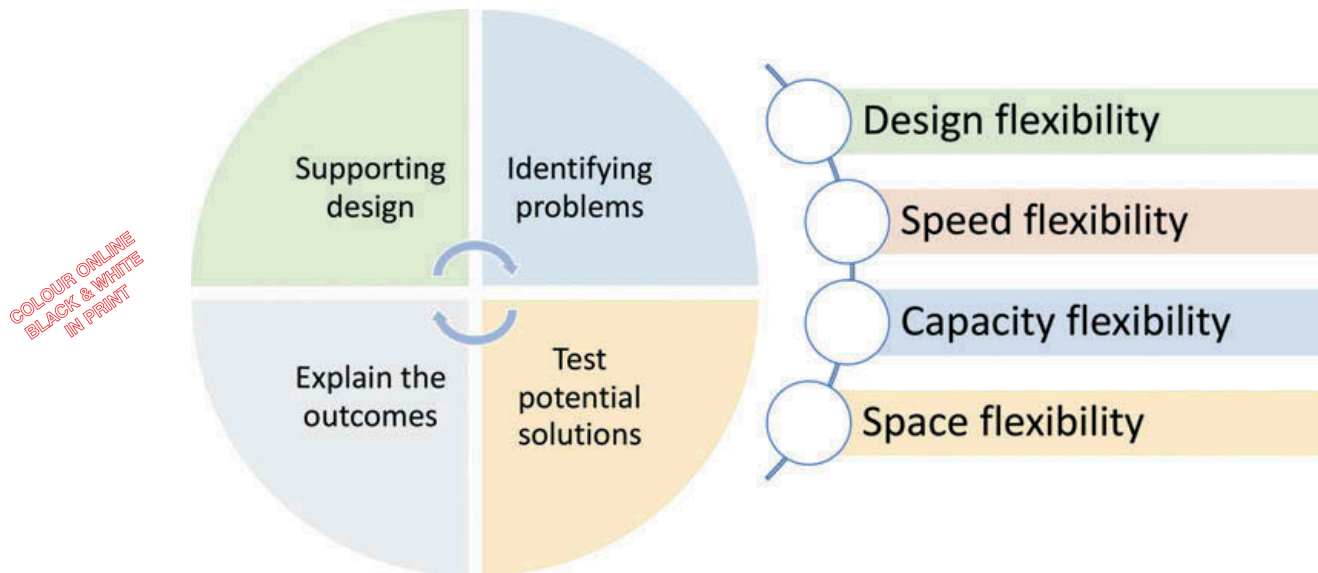 COLOUR ONLINE
BLACK & WHITE
IN PRINT
Supporting
design
Identifying
problems
Explain the
outcomes
Test
potential
solutions
Design flexibility
Speed flexibility
Capacity flexibility
Space flexibility